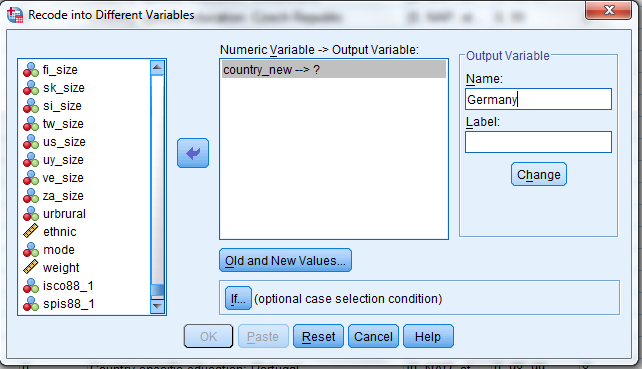 Recode into Different Variables
fi_size
sk_size
si_size
tw_size
us_size
uy_size
ve_size
za_size
urbrural
ethnic
mode
weight
isco88_1
spis88_1
Numeric Variable -> Output Variable:
country_new --> ?
Old and New Values...
If... (optional case selection condition)
Output Variable
Name:
Germany
Label:
Change
OK Paste Reset Cancel Help